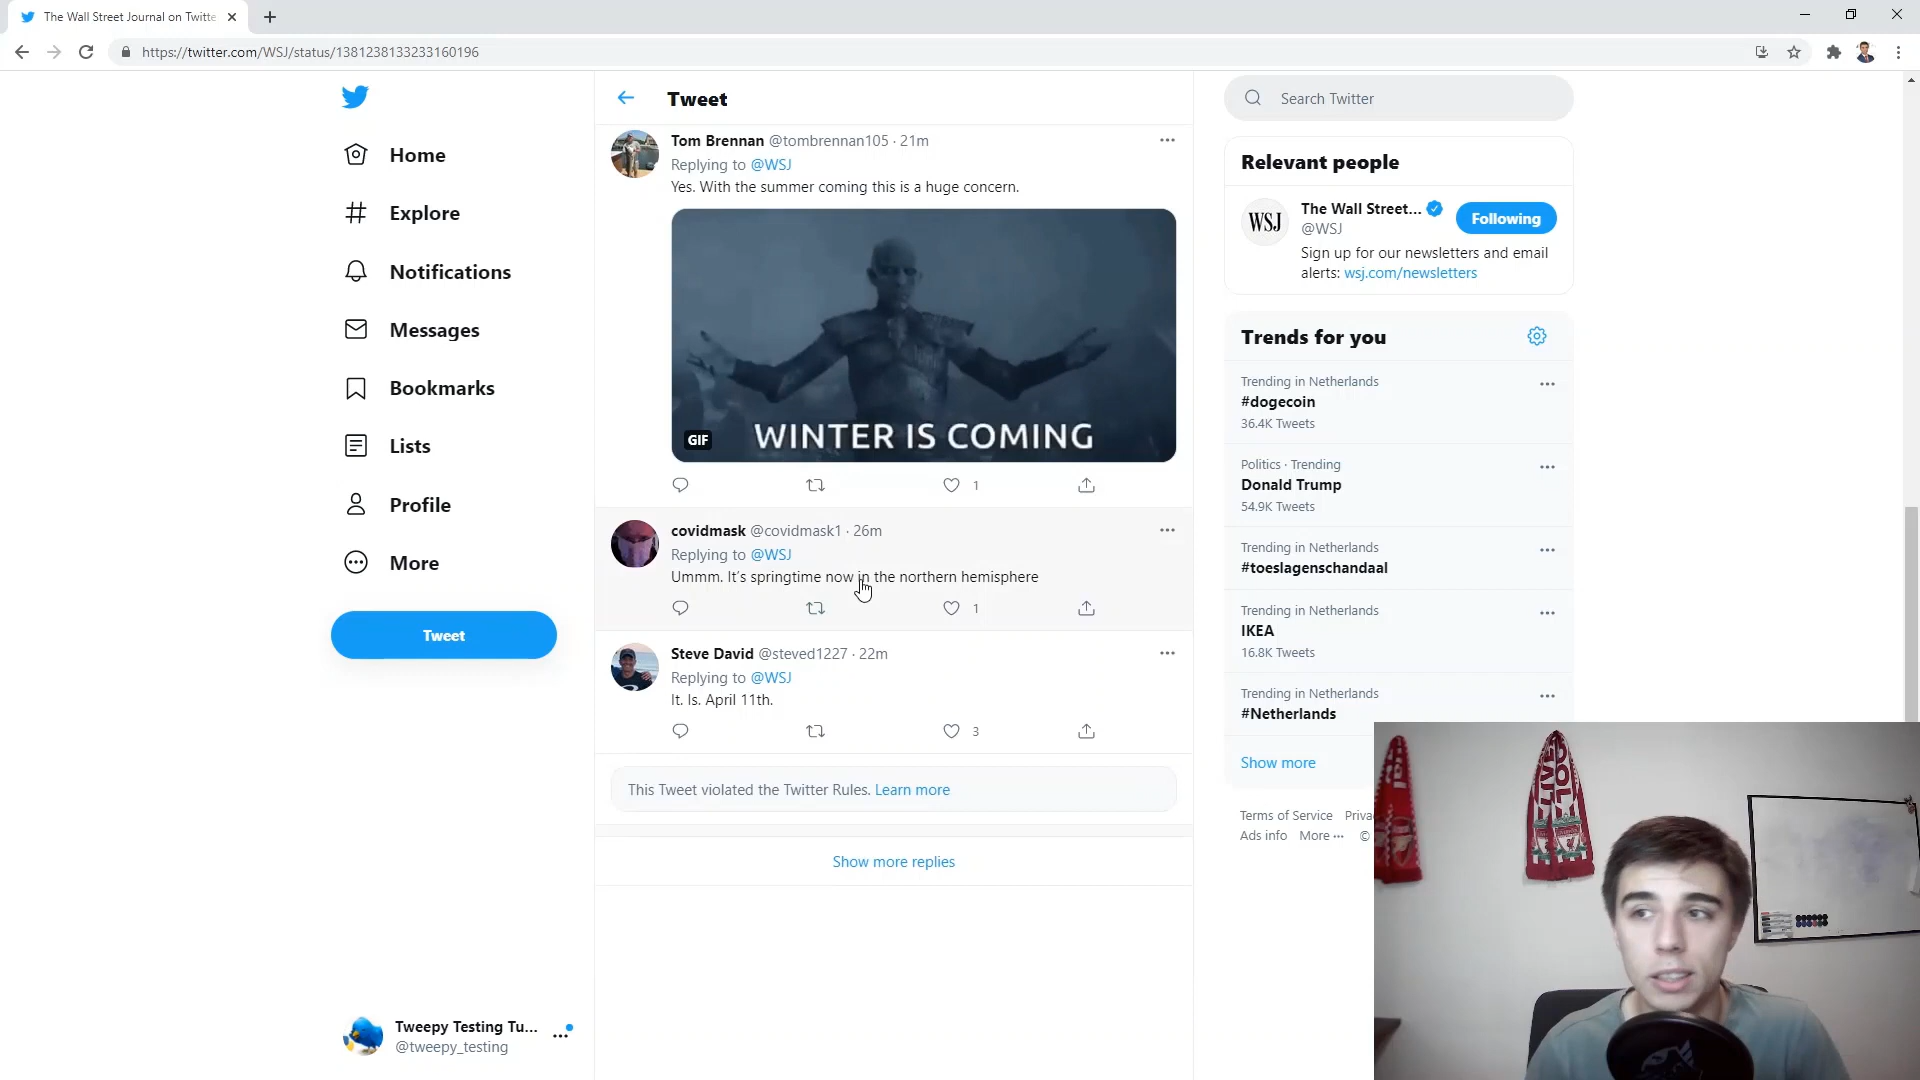 The Wall Street Journal on Twitte
https://twitter.com/WSJ/status/1381238133233160196
Home
Explore
Notifications
Messages
Bookmarks
Lists
Profile
More
Tweet
Tweepy Testing Tu...
@tweepy_testing
Tweet
Tom Brennan @tombrennan105 · 21m
Replying to @WSJ
Yes. With the summer coming this is a huge concern.
WINTER IS COMING
GIF
1
covidmask @covidmask1 · 26m
Replying to @WSJ
Ummm. It's springtime now in the northern hemisphere
1
Steve David @steved1227 · 22m
Replying to @WSJ
It. Is. April 11th.
3
This Tweet violated the Twitter Rules. Learn more
Show more replies
Search Twitter
Relevant people
WSJ
The Wall Street...
@WSJ
Following
Sign up for our newsletters and email
alerts: wsj.com/newsletters
Trends for you
Trending in Netherlands
#dogecoin
36.4K Tweets
Politics · Trending
Donald Trump
54.9K Tweets
Trending in Netherlands
#toeslagenschandaal
Trending in Netherlands
IKEA
16.8K Tweets
Trending in Netherlands
#Netherlands
Show more
Terms of Service Priva
Ads info More ··· ©